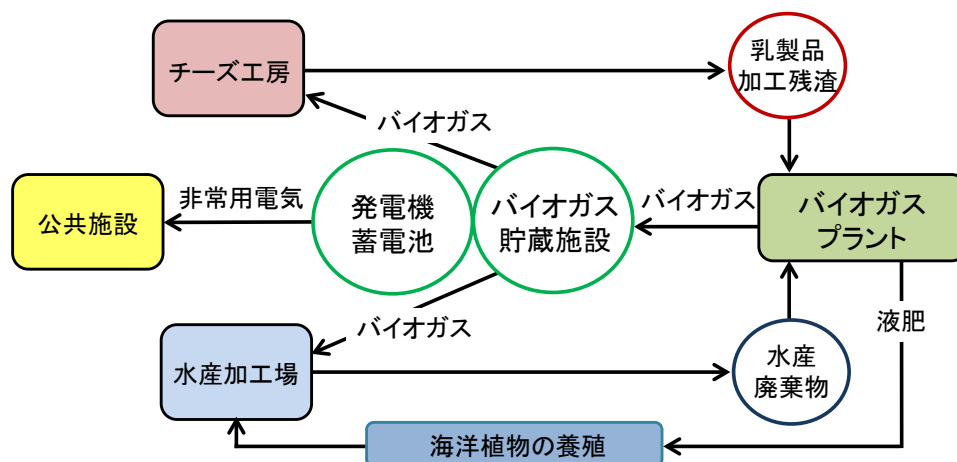 チーズ工房
乳製品
加工残渣
バイオガス
公共施設
非常用電気
発電機
蓄電池
バイオガス
貯蔵施設
バイオガス
バイオガス
プラント
バイオガス
液肥
水産加工場
水産
廃棄物
海洋植物の養殖